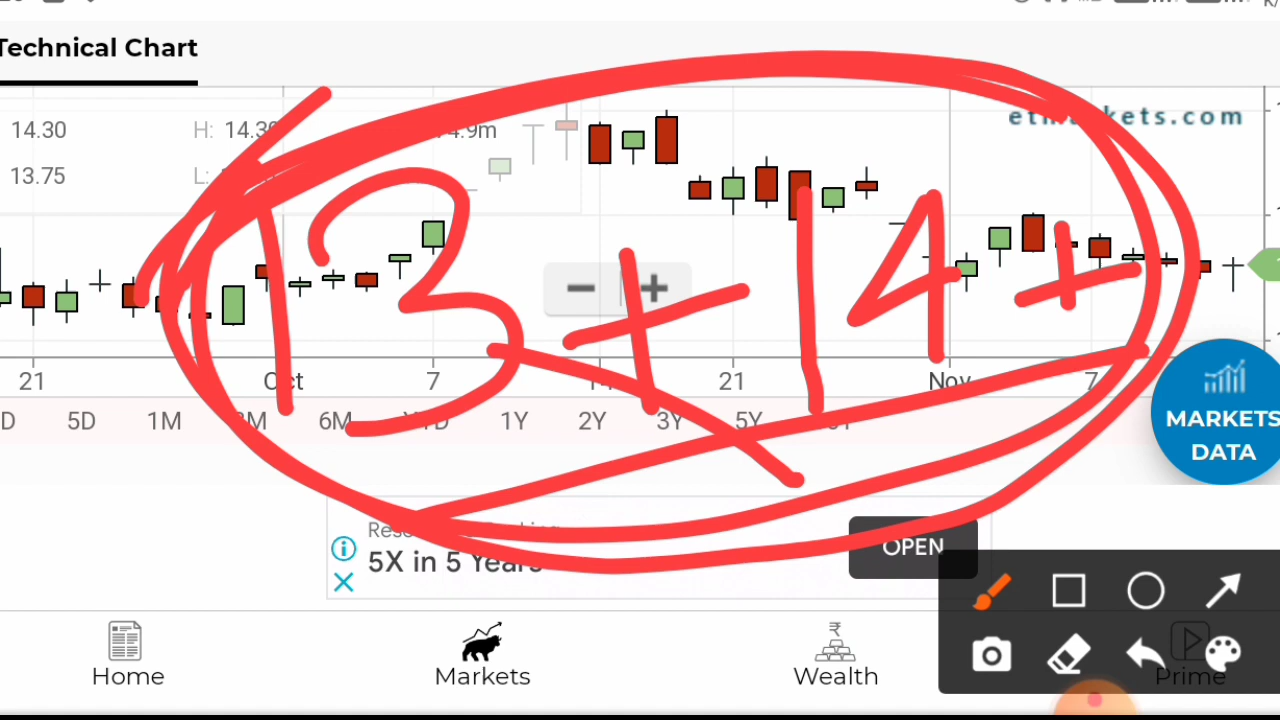 Technical Chart
14.30 H: 14.30 4.9m
etmarkets.com
13.75 L:
13+ 14+
21 Oct 7 21 Nov 7
5D 1M 3M 6M YTD 1Y 2Y 3Y 5Y
MARKETS
DATA
5X in 5 Years
OPEN
Home Markets Wealth Prime